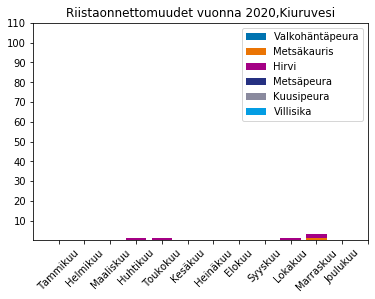 Riistaonnettomuudet vuonna 2020,Kiuruvesi
110
100
90
80
70
60
50
40
30
20
10
Valkohäntäpeura
Metsäkauris
Hirvi
Metsäpeura
Kuusipeura
Villisika
Tammikuu
Helmikuu
Maaliskuu
Huhtikuu
Toukokuu
Kesäkuu
Heinäkuu
Elokuu
Syyskuu
Lokakuu
Marraskuu
Joulukuu